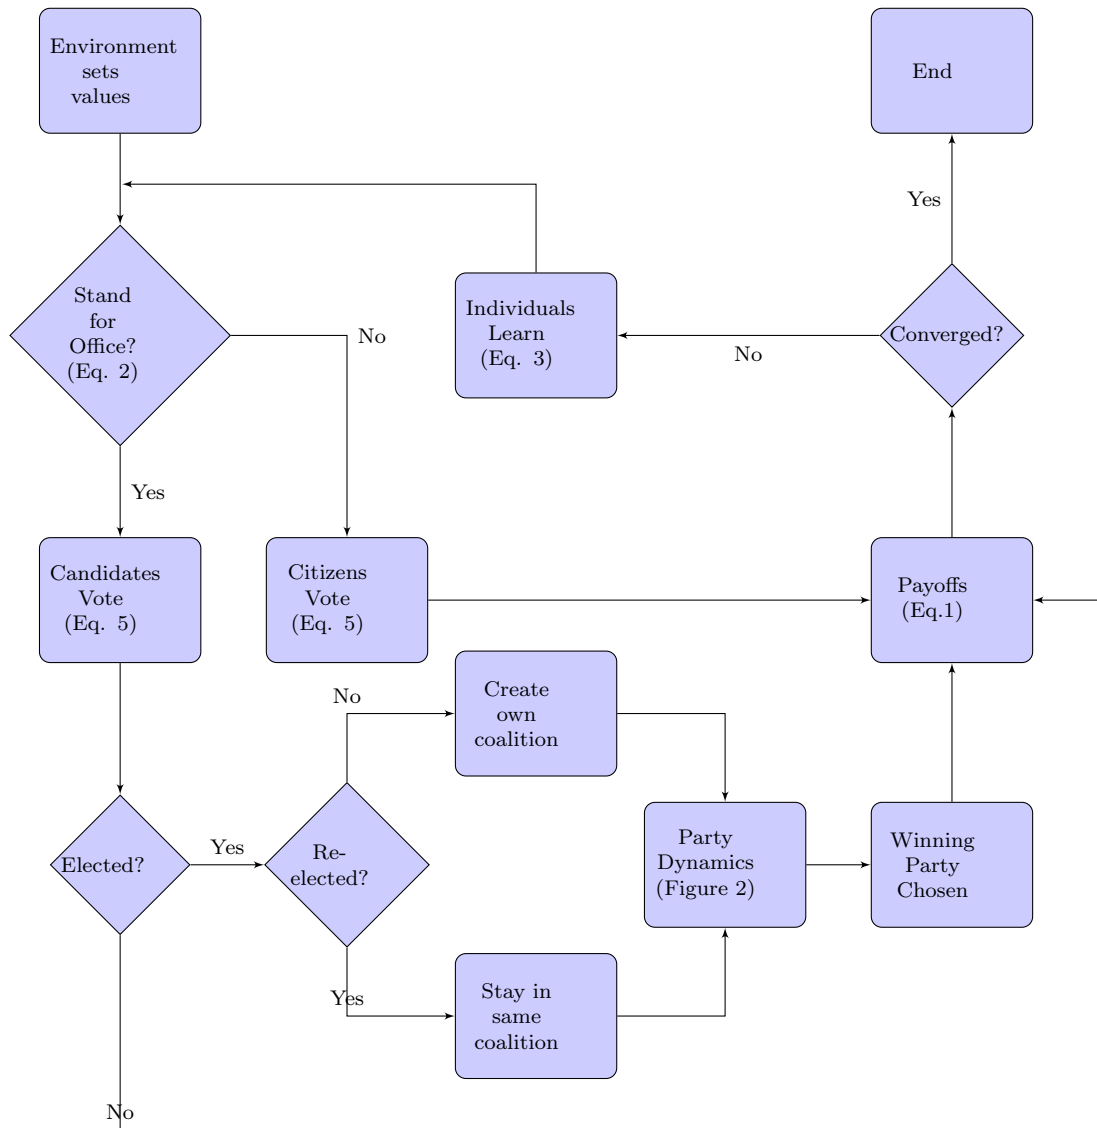 Environment
sets
values
End
Yes
Stand
for
Office?
(Eq. 2)
No
Individuals
Learn
(Eq. 3)
No
Converged?
Yes
Candidates
Vote
(Eq. 5)
Citizens
Vote
(Eq. 5)
Payoffs
(Eq.1)
No
Create
own
coalition
Elected?
Yes
Re-
elected?
Party
Dynamics
(Figure 2)
Winning
Party
Chosen
Yes
Stay in
same
coalition
No